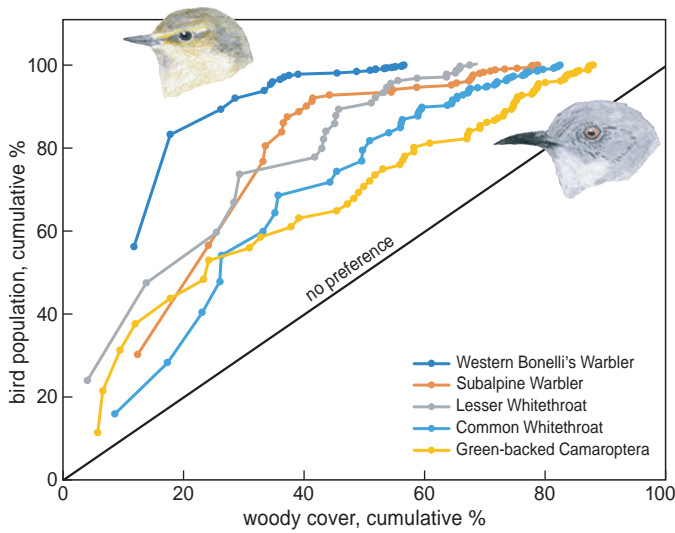 bird population, cumulative %
100
80
60
40
20
0
no preference
Western Bonelli's Warbler
Subalpine Warbler
Lesser Whitethroat
Common Whitethroat
Green-backed Camaroptera
0 20 40 60 80 100
woody cover, cumulative %